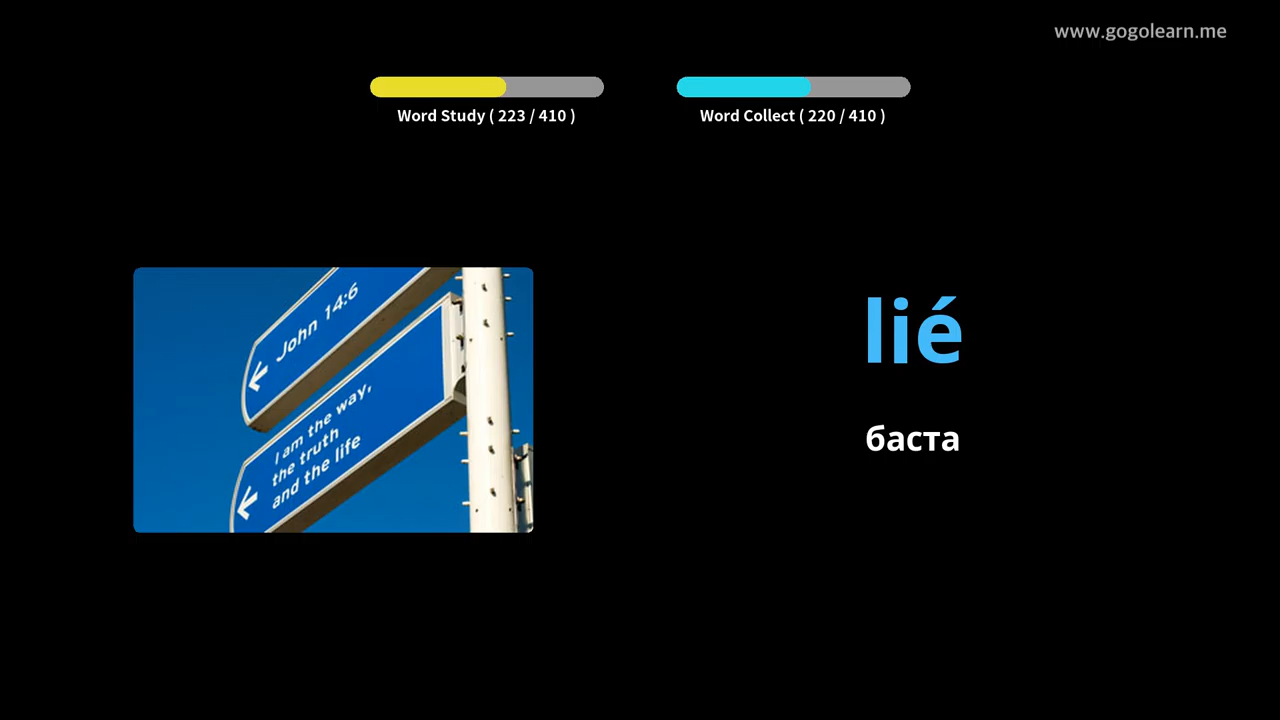 www.gogolearn.me
Word Study ( 223 / 410 )
Word Collect ( 220 / 410 )
John 14:6
I am the way,
the truth
and the life
lié
баста